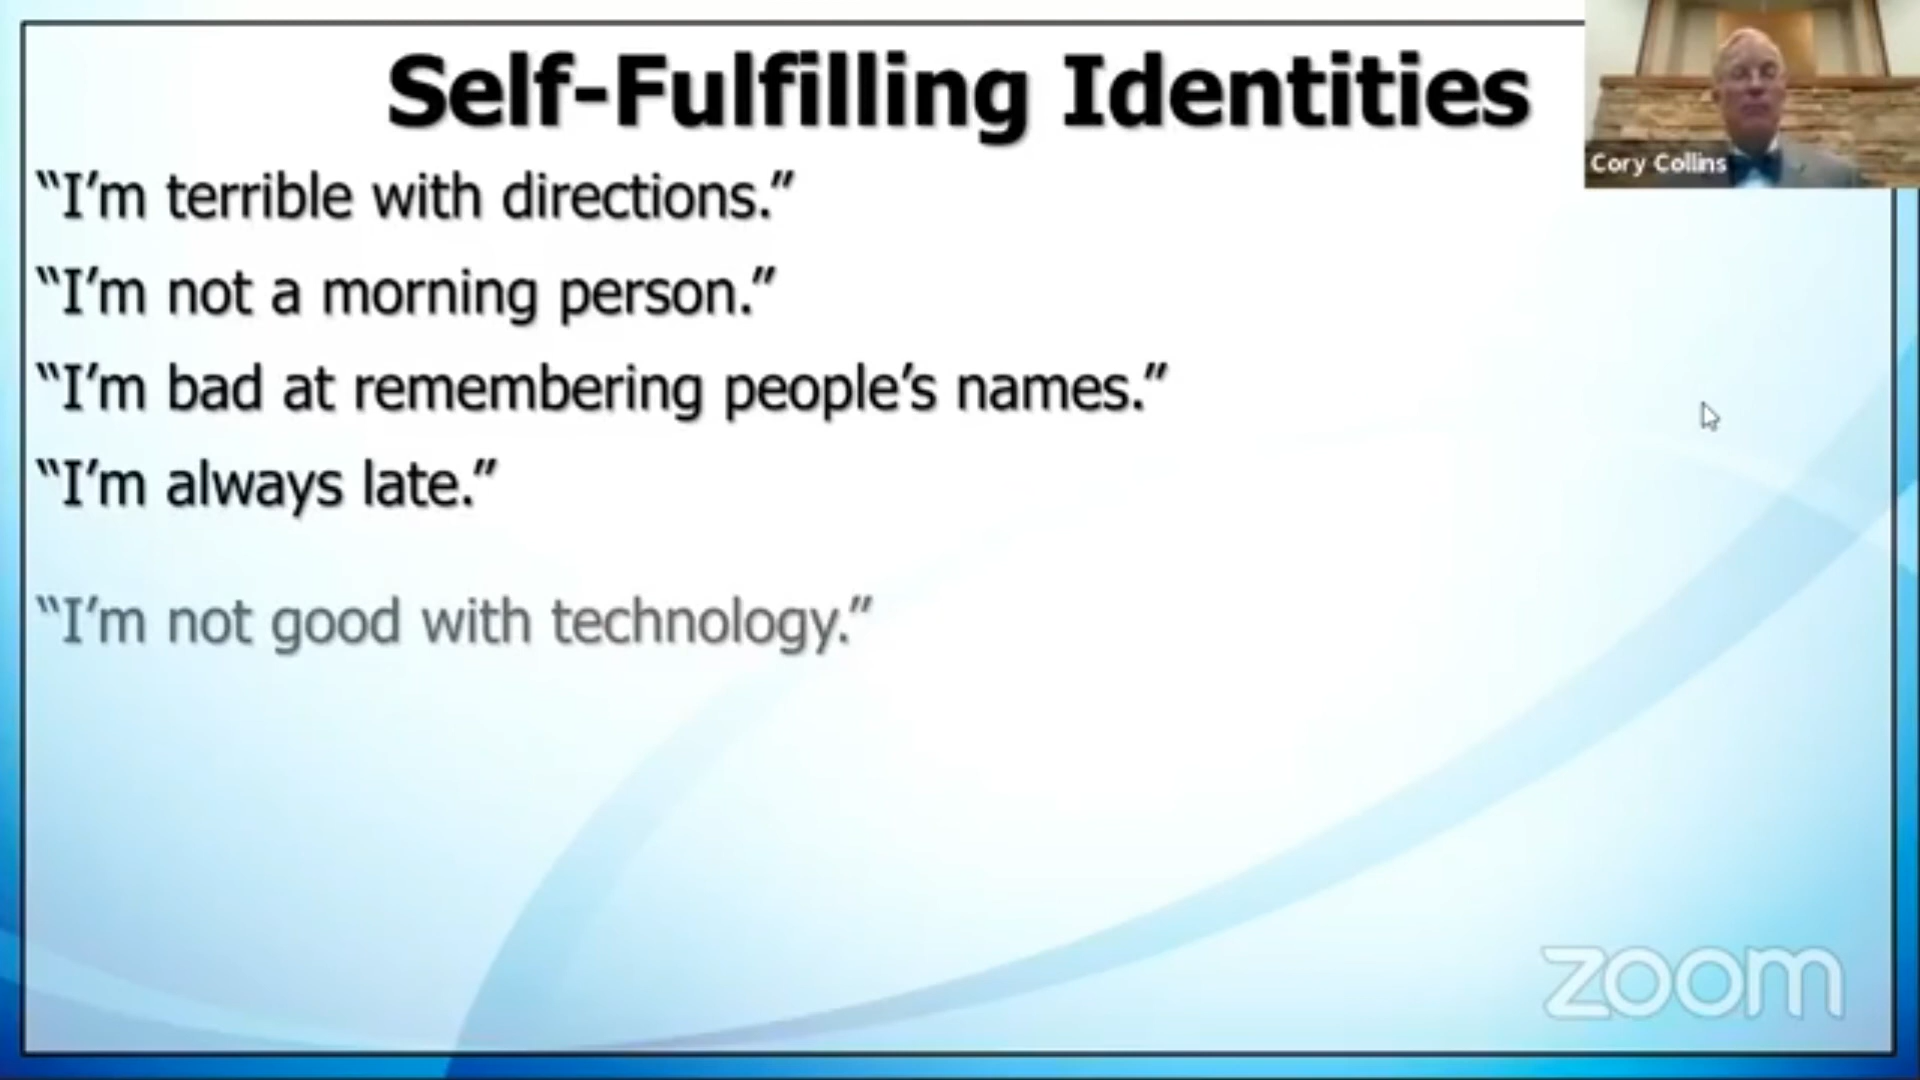 Self-Fulfilling Identities
Cory Collins
“I’m terrible with directions.”
“I’m not a morning person.”
“I’m bad at remembering people’s names.”
“I’m always late.”
“I’m not good with technology.”
zoom